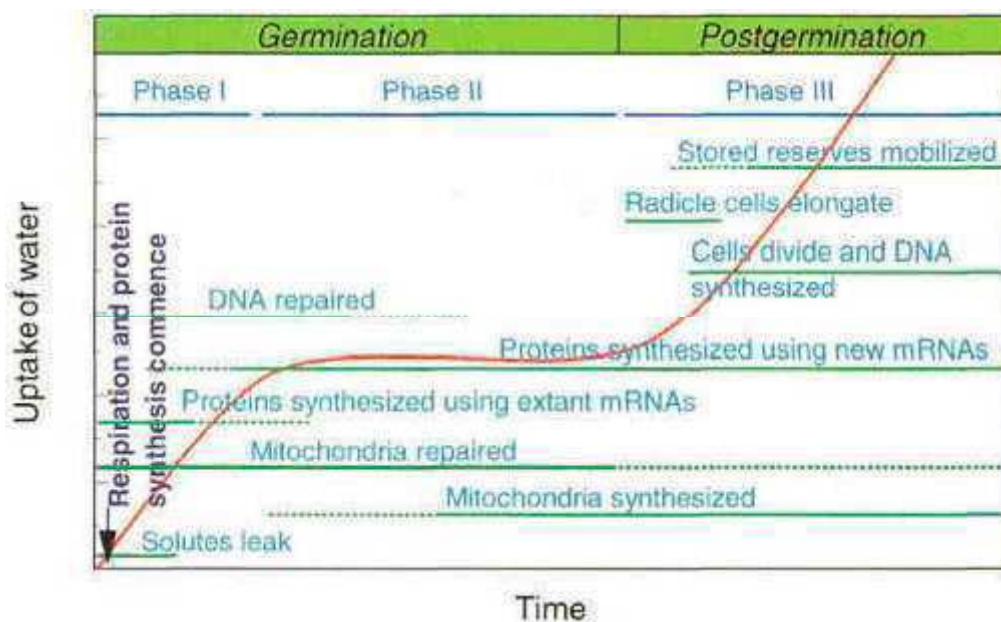 Germination
Postgermination
Phase I
Phase II
Phase III
Stored reserves mobilized
Radicle cells elongate
Cells divide and DNA
synthesized
DNA repaired
Proteins synthesized using new mRNAs
Proteins synthesized using extant mRNAs
Mitochondria repaired
Mitochondria synthesized
Solutes leak
Respiration and protein
synthesis commence
Uptake of water
Time